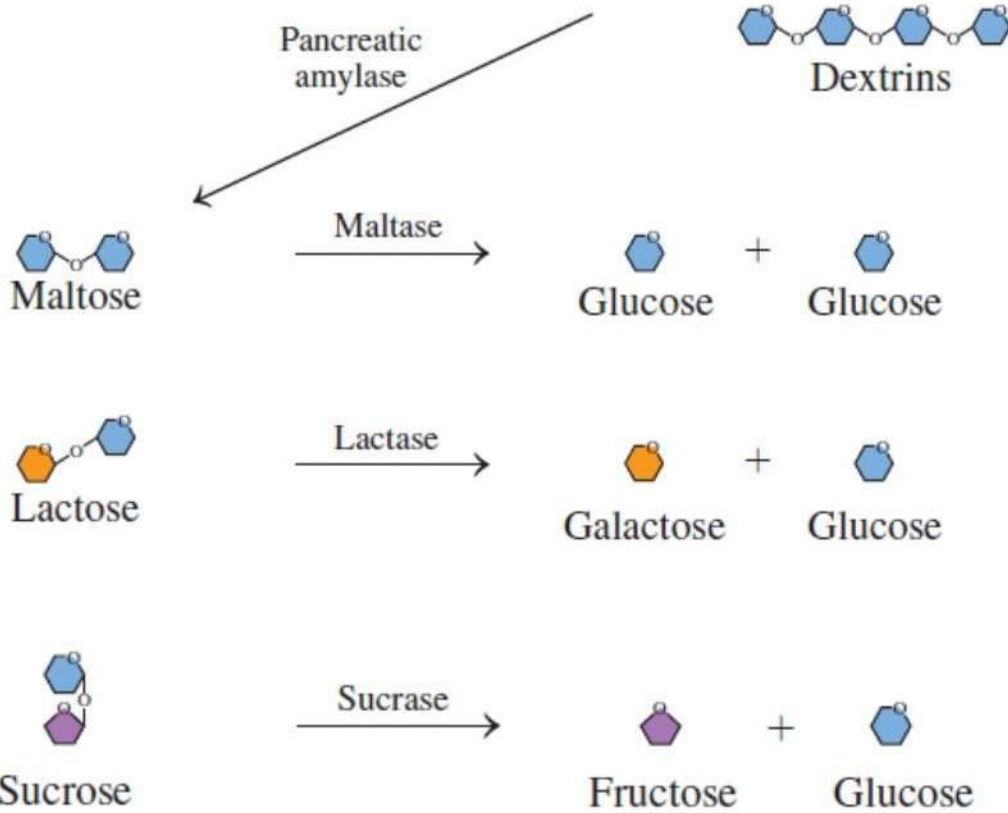 Pancreatic
amylase
Dextrins
Maltase
Maltose
Glucose + Glucose
Lactase
Lactose
Galactose + Glucose
Sucrase
Sucrose
Fructose + Glucose